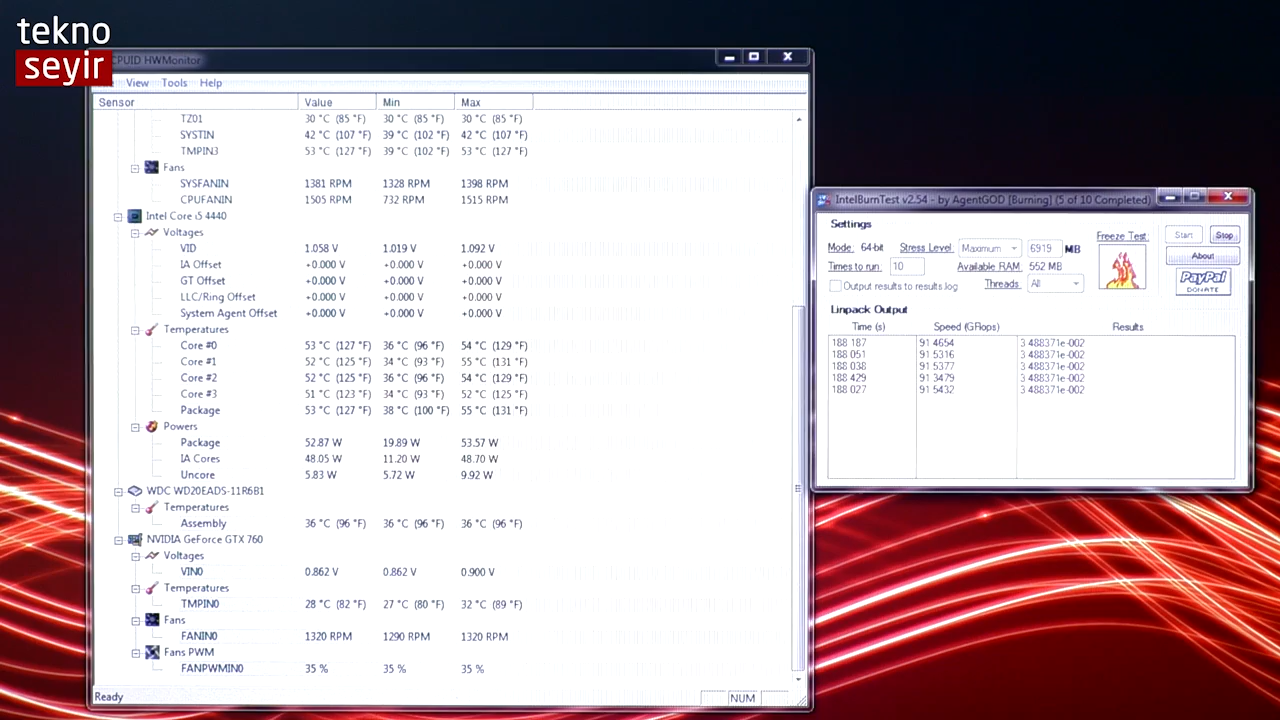 tekno
seyir
CPUID HWMonitor
View Tools Help
Sensor Value Min Max
TZ01 30 °C (85 °F) 30 °C (85 °F) 30 °C (85 °F)
SYSTIN 42 °C (107 °F) 39 °C (102 °F) 42 °C (107 °F)
TMPIN3 53 °C (127 °F) 39 °C (102 °F) 53 °C (127 °F)
Fans
SYSFANIN 1381 RPM 1328 RPM 1398 RPM
CPUFANIN 1505 RPM 732 RPM 1515 RPM
Intel Core i5 4440
Voltages
VID 1.058 V 1.019 V 1.092 V
IA Offset +0.000 V +0.000 V +0.000 V
GT Offset +0.000 V +0.000 V +0.000 V
LLC/Ring Offset +0.000 V +0.000 V +0.000 V
System Agent Offset +0.000 V +0.000 V +0.000 V
Temperatures
Core #0 53 °C (127 °F) 36 °C (96 °F) 54 °C (129 °F)
Core #1 52 °C (125 °F) 34 °C (93 °F) 55 °C (131 °F)
Core #2 52 °C (125 °F) 36 °C (96 °F) 54 °C (129 °F)
Core #3 51 °C (123 °F) 34 °C (93 °F) 52 °C (125 °F)
Package 53 °C (127 °F) 38 °C (100 °F) 55 °C (131 °F)
Powers
Package 52.87 W 19.89 W 53.57 W
IA Cores 48.05 W 11.20 W 48.70 W
Uncore 5.83 W 5.72 W 9.92 W
WDC WD20EADS-11R6B1
Temperatures
Assembly 36 °C (96 °F) 36 °C (96 °F) 36 °C (96 °F)
NVIDIA GeForce GTX 760
Voltages
VIN0 0.862 V 0.862 V 0.900 V
Temperatures
TMPIN0 28 °C (82 °F) 27 °C (80 °F) 32 °C (89 °F)
Fans
FANIN0 1320 RPM 1290 RPM 1320 RPM
Fans PWM
FANPWMIN0 35 % 35 % 35 %
Ready NUM
IntelBurnTest v2.54 - by AgentGOD [Burning] (5 of 10 Completed)
Settings
Mode: 64-bit Stress Level: Maximum 6919 MB
Times to run: 10 Available RAM: 552 MB
Output results to results.log Threads: All
Freeze Test:
Start Stop
About
PayPal
DONATE
Linpack Output
Time (s) Speed (GFlops) Results
188.187 91.4654 3.488371e-002
188.051 91.5316 3.488371e-002
188.038 91.5377 3.488371e-002
188.429 91.3479 3.488371e-002
188.027 91.5432 3.488371e-002